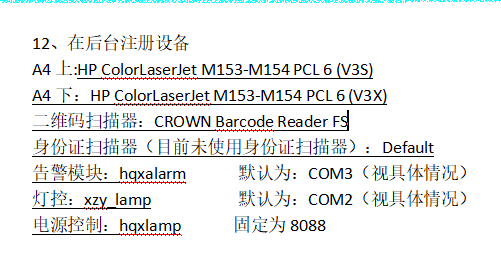 12、在后台注册设备
A4 上:HP ColorLaserJet M153-M154 PCL 6 (V3S)
A4 下：HP ColorLaserJet M153-M154 PCL 6 (V3X)
二维码扫描器：CROWN Barcode Reader FS
身份证扫描器（目前未使用身份证扫描器）：Default
告警模块：hqxalarm 默认为：COM3（视具体情况）
灯控：xzy_lamp 默认为：COM2（视具体情况）
电源控制：hqxlamp 固定为 8088